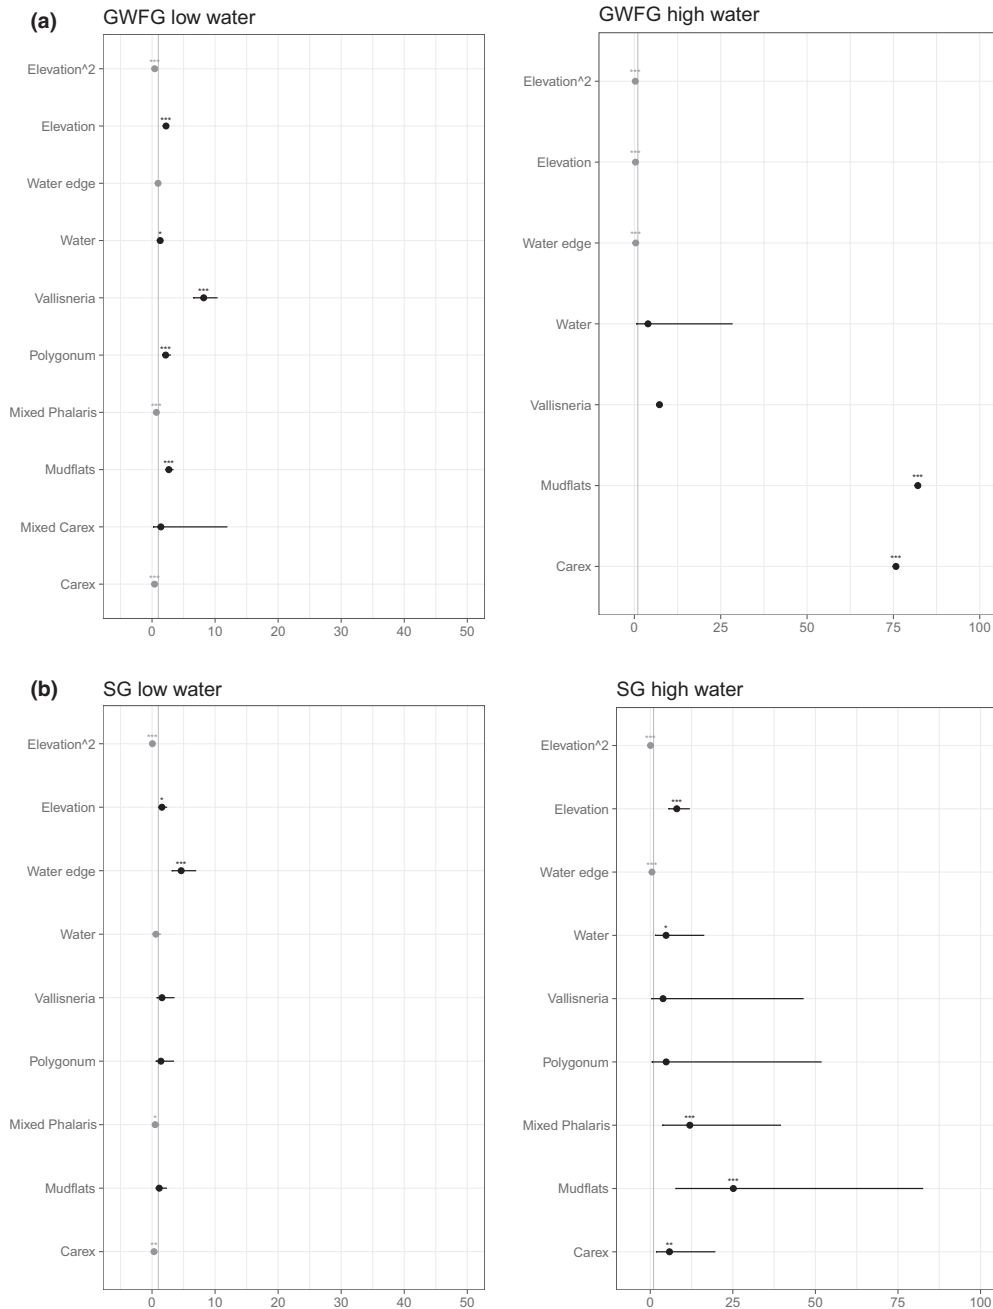 (a) GWFG low water
Elevation^2 ***
Elevation ***
Water edge
Water *
Vallisneria ***
Polygonum ***
Mixed Phalaris ***
Mudflats ***
Mixed Carex
Carex ***
0 10 20 30 40 50
GWFG high water
Elevation^2 ***
Elevation ***
Water edge ***
Water
Vallisneria
Mudflats ***
Carex ***
0 25 50 75 100
(b) SG low water
Elevation^2 ***
Elevation *
Water edge ***
Water
Vallisneria
Polygonum
Mixed Phalaris *
Mudflats
Carex **
0 10 20 30 40 50
SG high water
Elevation^2 ***
Elevation ***
Water edge ***
Water *
Vallisneria
Polygonum
Mixed Phalaris ***
Mudflats ***
Carex **
0 25 50 75 100